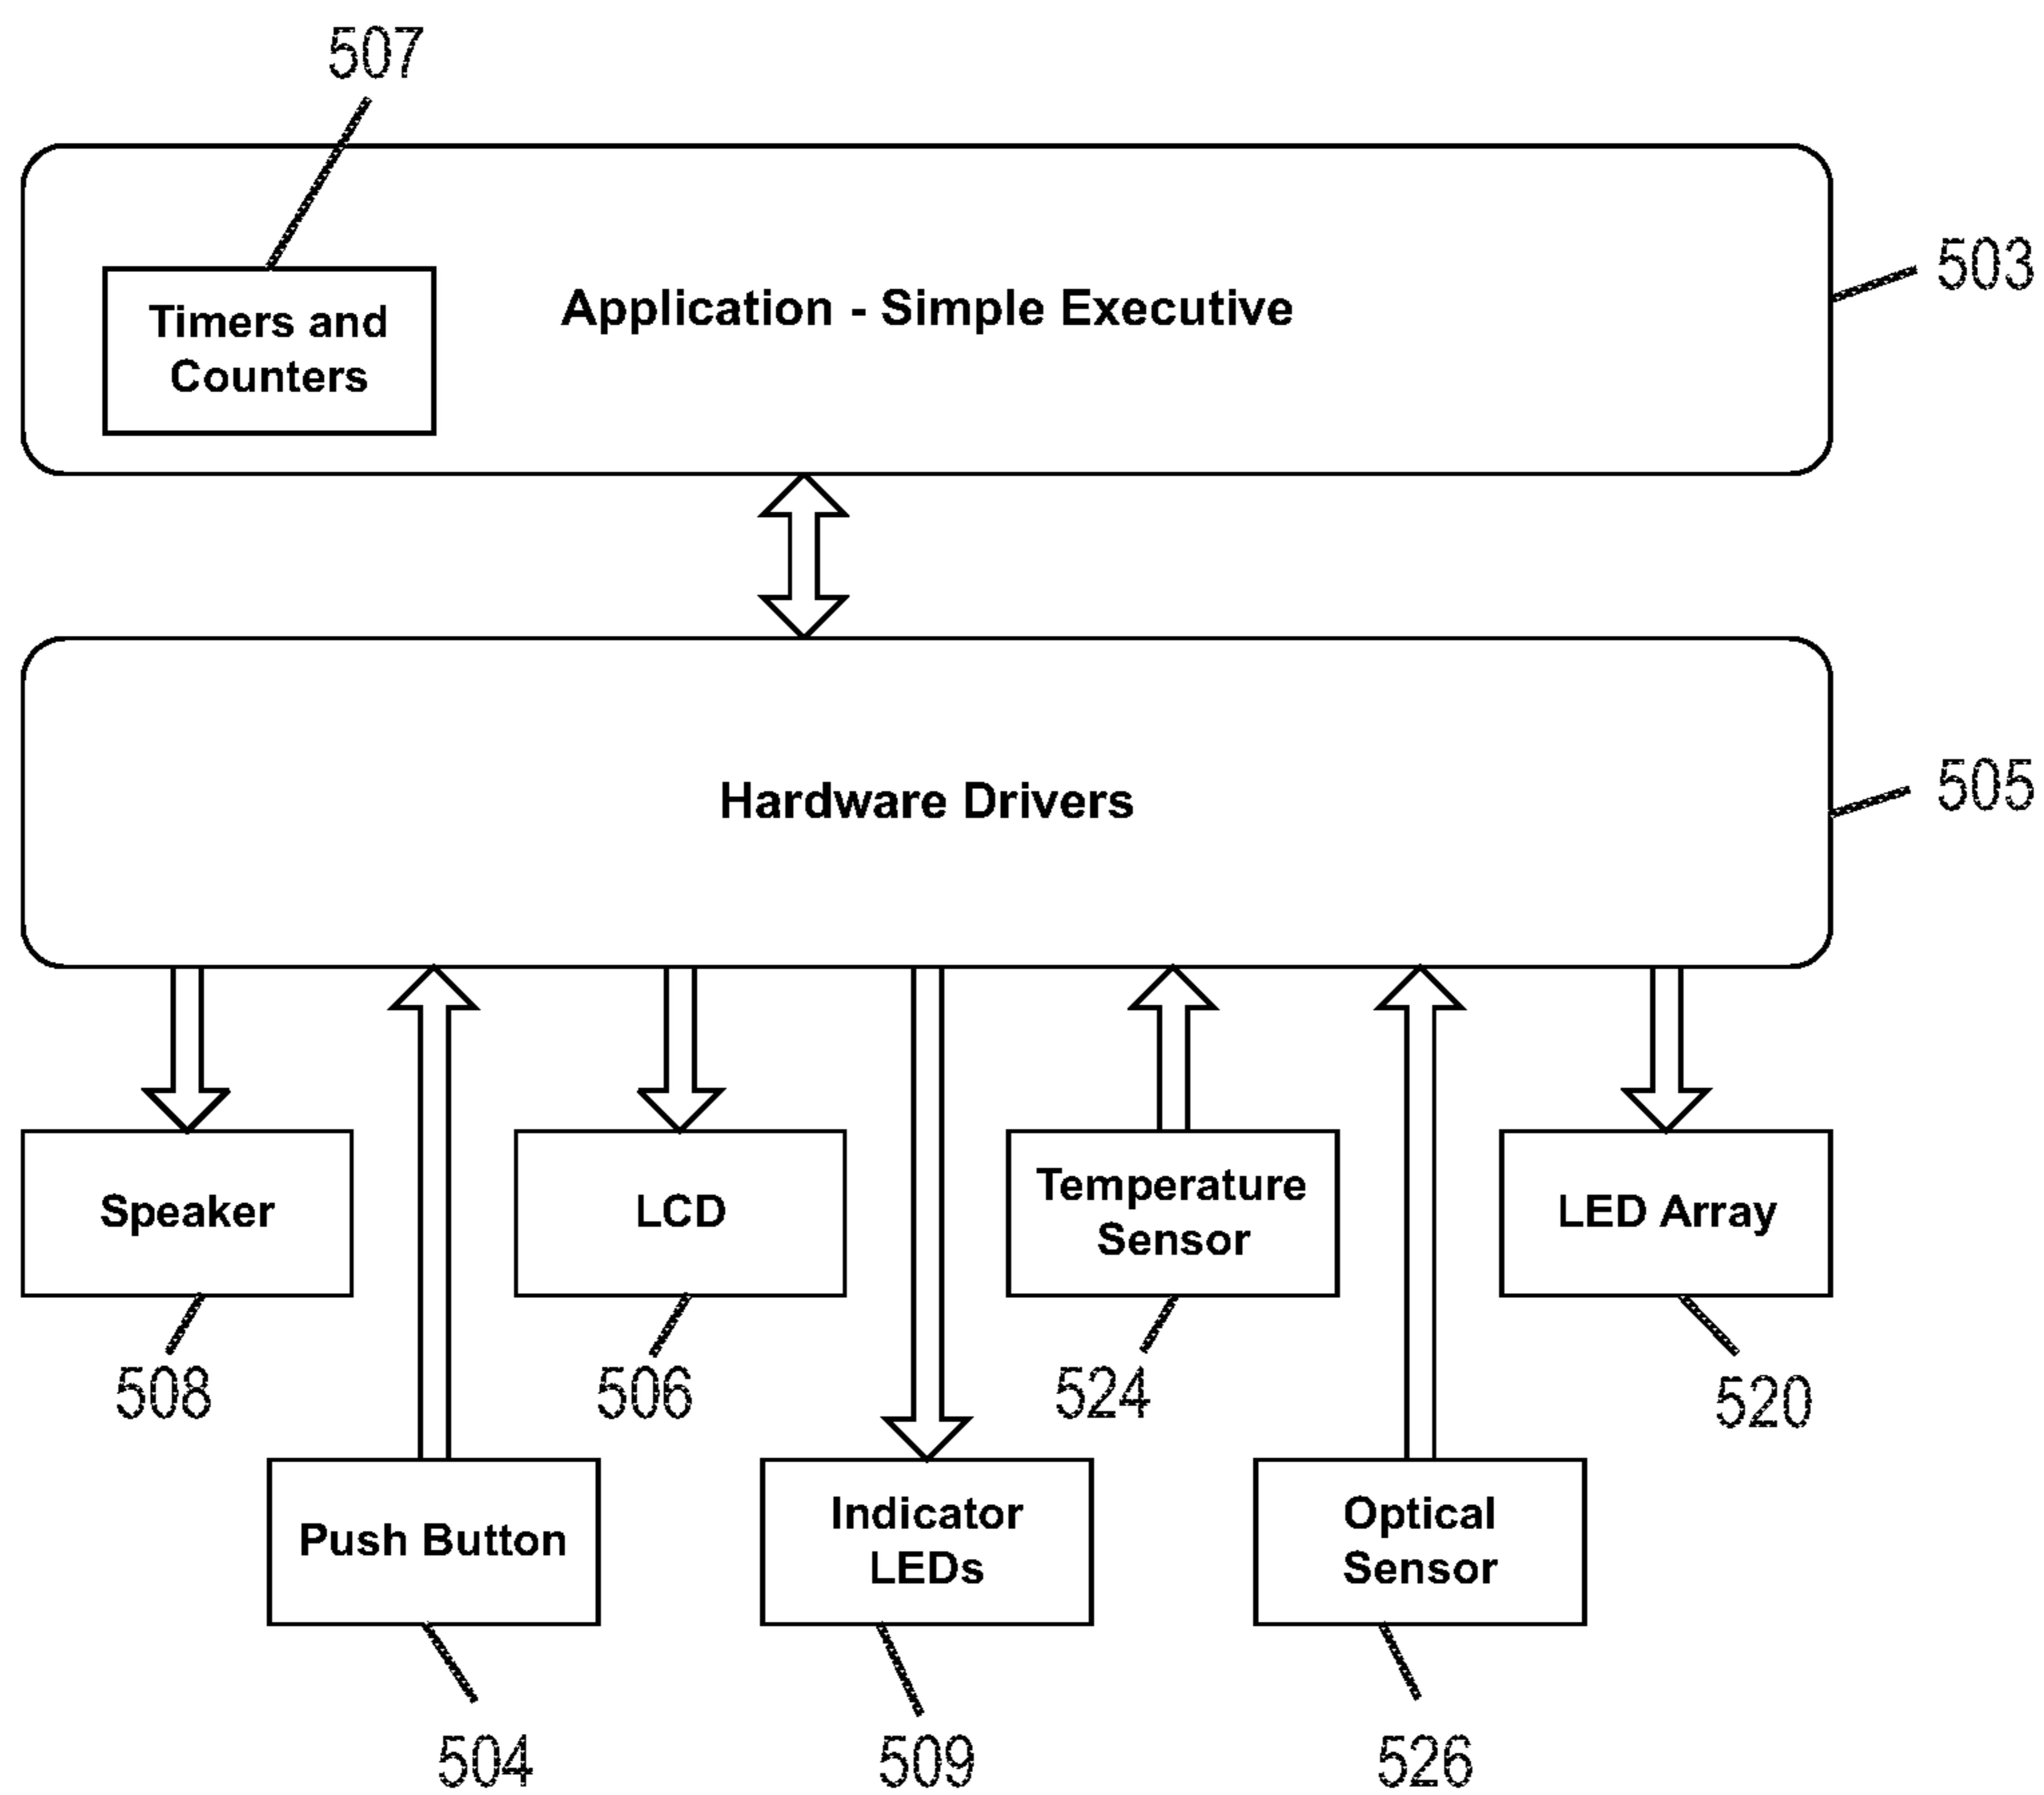 507
503
Timers and
Counters
Application - Simple Executive
505
Hardware Drivers
Speaker
LCD
Temperature
Sensor
LED Array
508
506
524
520
Push Button
Indicator
LEDs
Optical
Sensor
504
509
526